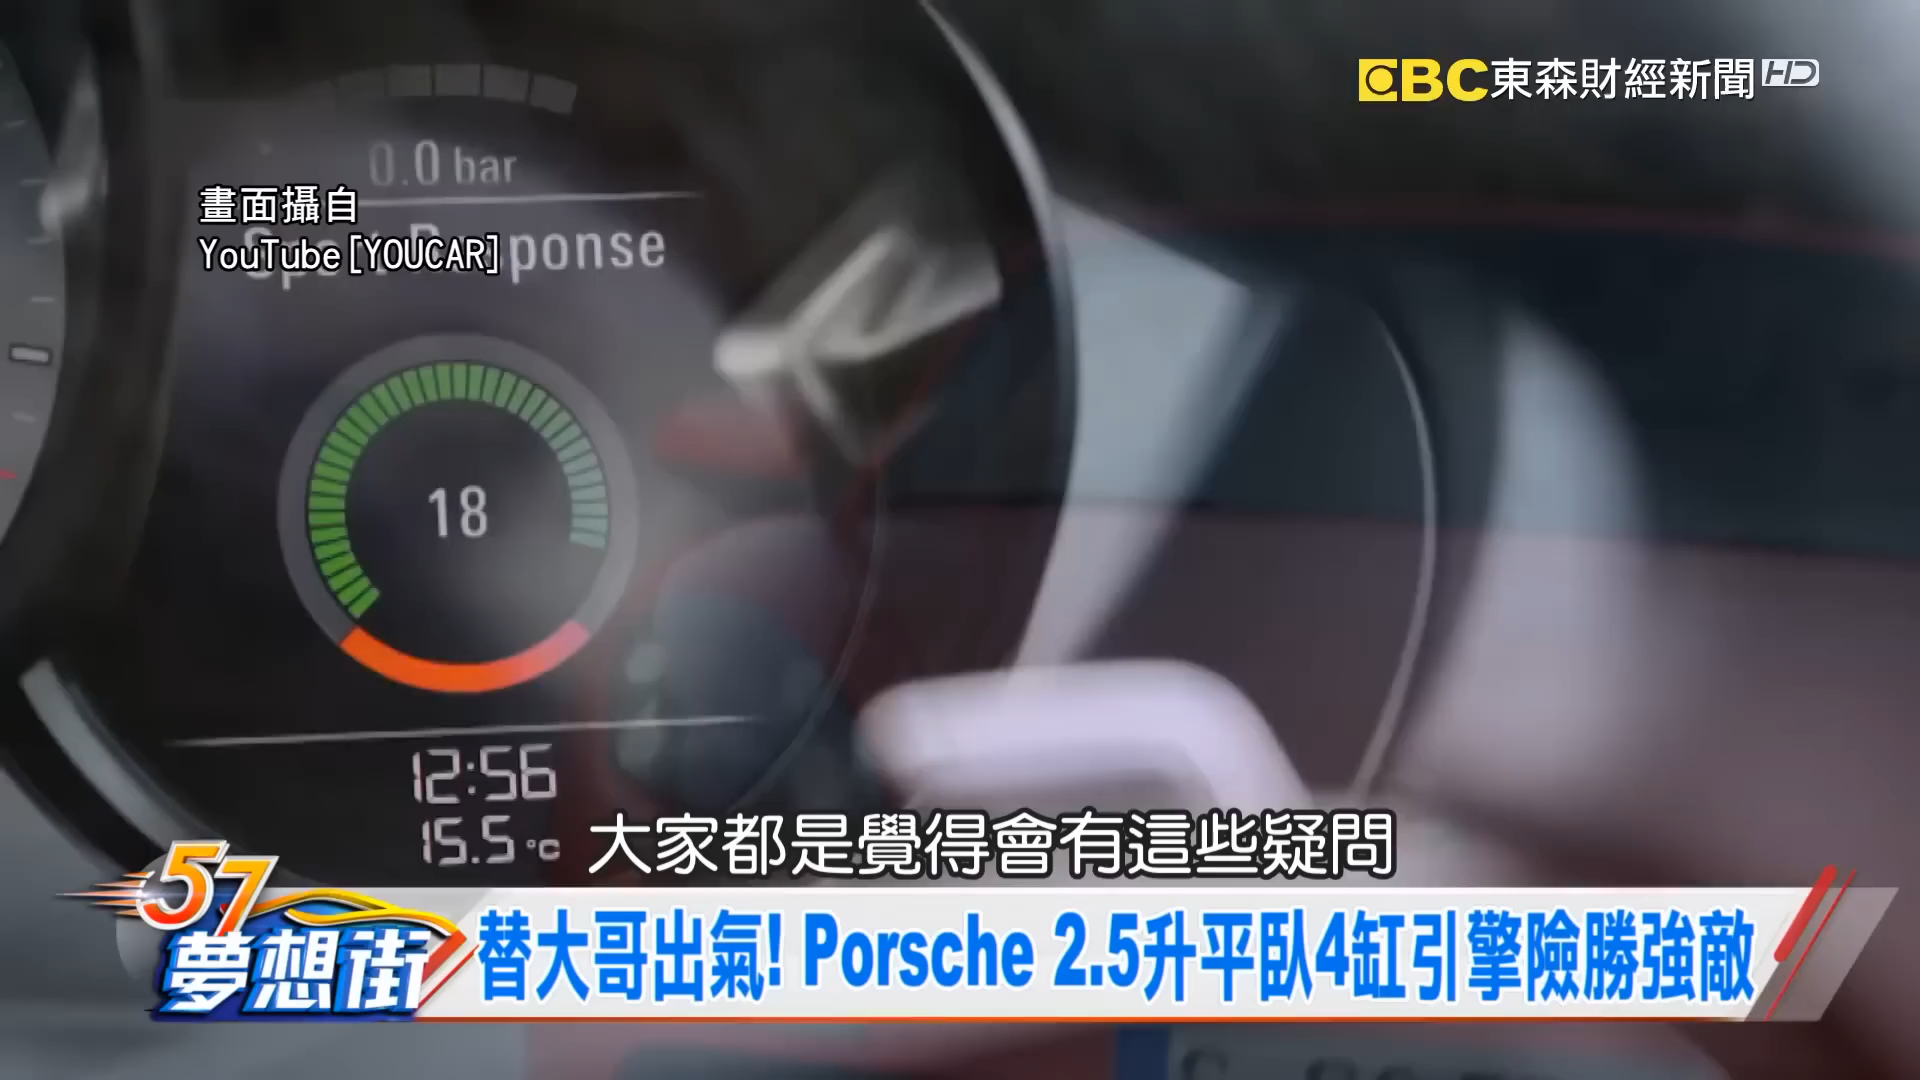 EBC東森財經新聞HD
0.0 bar
畫面攝自
YouTube[YOUCAR]
ponse
18
12:56
15.5°C
大家都是覺得會有這些疑問
57
夢想街
替大哥出氣! Porsche 2.5升平臥4缸引擎險勝強敵